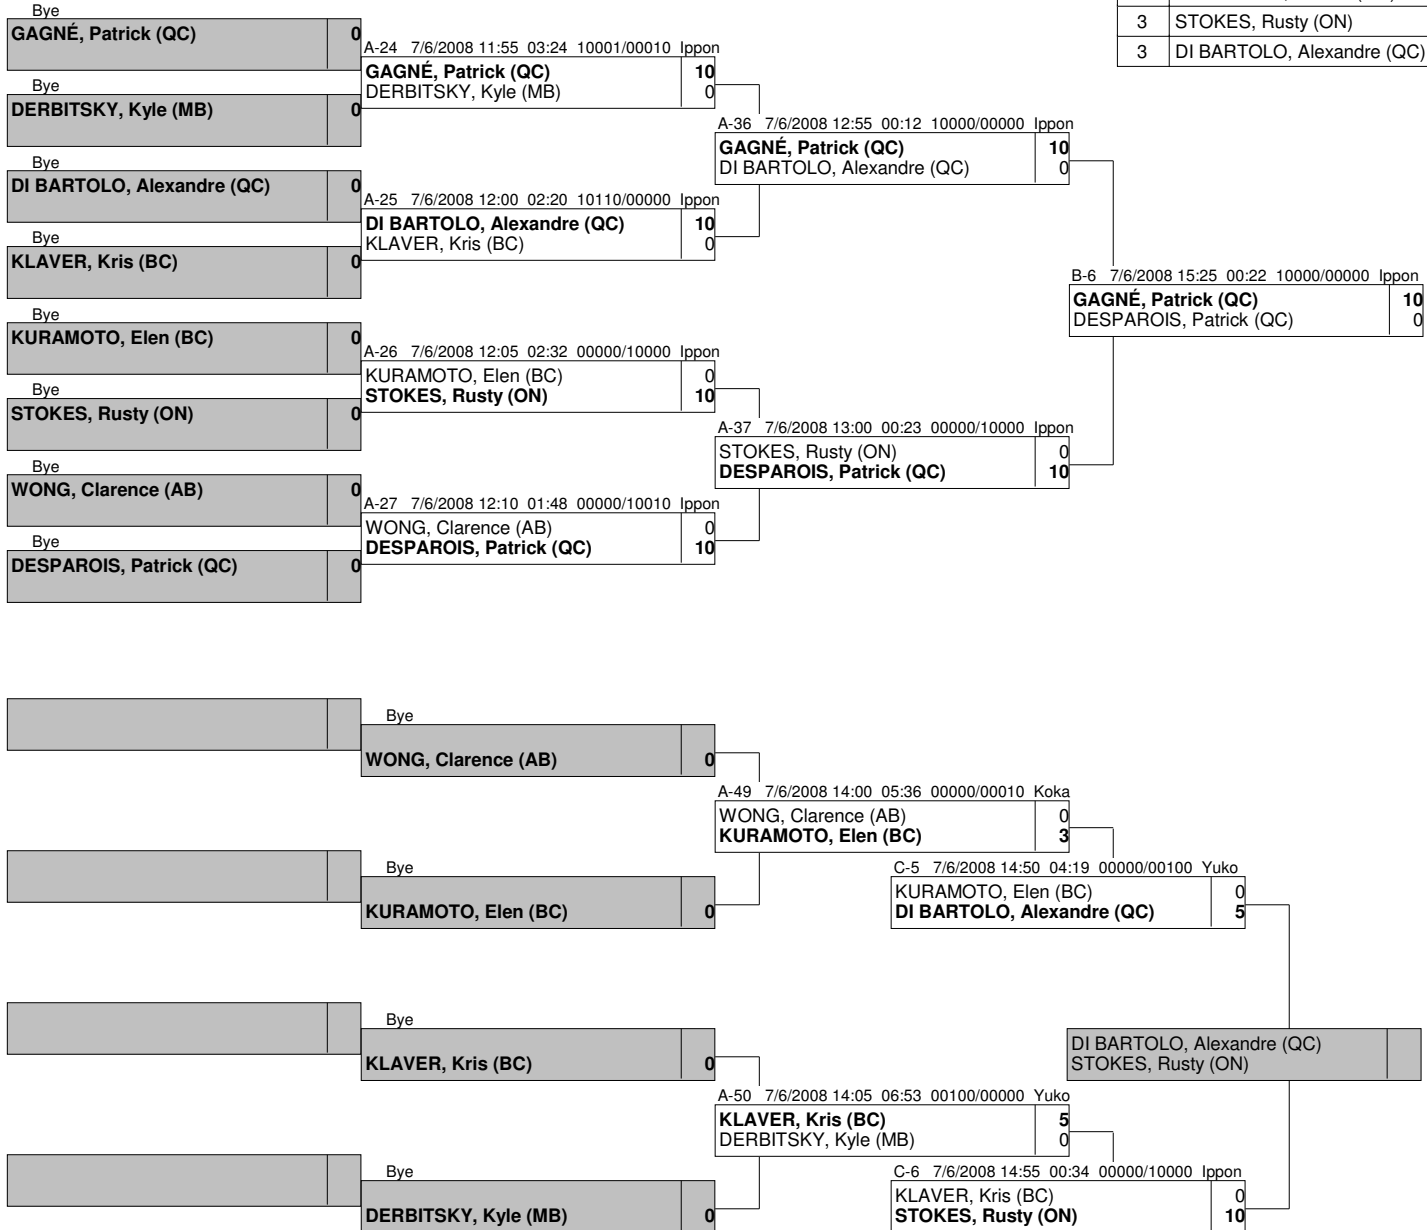 3 STOKES, Rusty (ON)
3 DI BARTOLO, Alexandre (QC)
Bye
GAGNÉ, Patrick (QC) 0
Bye
DERBITSKY, Kyle (MB) 0
Bye
DI BARTOLO, Alexandre (QC) 0
Bye
KLAVER, Kris (BC) 0
Bye
KURAMOTO, Elen (BC) 0
Bye
STOKES, Rusty (ON) 0
Bye
WONG, Clarence (AB) 0
Bye
DESPAROIS, Patrick (QC) 0
A-24 7/6/2008 11:55 03:24 10001/00010 Ippon
GAGNÉ, Patrick (QC) 10
DERBITSKY, Kyle (MB) 0
A-25 7/6/2008 12:00 02:20 10110/00000 Ippon
DI BARTOLO, Alexandre (QC) 10
KLAVER, Kris (BC) 0
A-26 7/6/2008 12:05 02:32 00000/10000 Ippon
KURAMOTO, Elen (BC) 0
STOKES, Rusty (ON) 10
A-27 7/6/2008 12:10 01:48 00000/10010 Ippon
WONG, Clarence (AB) 0
DESPAROIS, Patrick (QC) 10
A-36 7/6/2008 12:55 00:12 10000/00000 Ippon
GAGNÉ, Patrick (QC) 10
DI BARTOLO, Alexandre (QC) 0
A-37 7/6/2008 13:00 00:23 00000/10000 Ippon
STOKES, Rusty (ON) 0
DESPAROIS, Patrick (QC) 10
B-6 7/6/2008 15:25 00:22 10000/00000 Ippon
GAGNÉ, Patrick (QC) 10
DESPAROIS, Patrick (QC) 0
Bye
WONG, Clarence (AB) 0
Bye
KURAMOTO, Elen (BC) 0
Bye
KLAVER, Kris (BC) 0
Bye
DERBITSKY, Kyle (MB) 0
A-49 7/6/2008 14:00 05:36 00000/00010 Koka
WONG, Clarence (AB) 0
KURAMOTO, Elen (BC) 3
A-50 7/6/2008 14:05 06:53 00100/00000 Yuko
KLAVER, Kris (BC) 5
DERBITSKY, Kyle (MB) 0
C-5 7/6/2008 14:50 04:19 00000/00100 Yuko
KURAMOTO, Elen (BC) 0
DI BARTOLO, Alexandre (QC) 5
C-6 7/6/2008 14:55 00:34 00000/10000 Ippon
KLAVER, Kris (BC) 0
STOKES, Rusty (ON) 10
DI BARTOLO, Alexandre (QC)
STOKES, Rusty (ON)